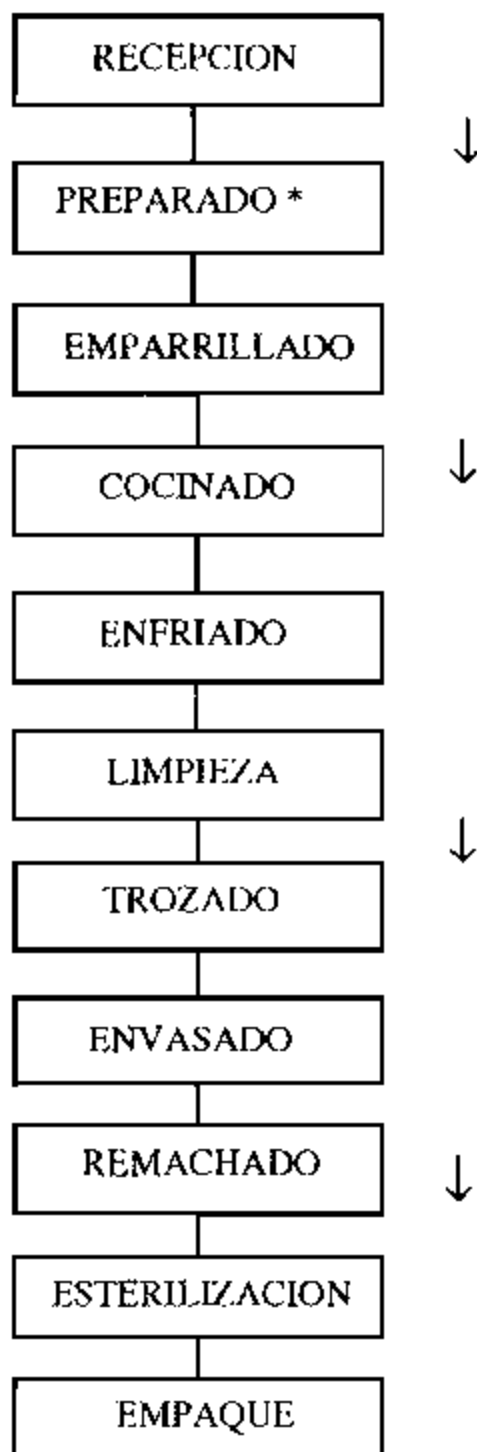 RECEPCION
PREPARADO *
EMPARRILLADO
COCINADO
ENFRIADO
LIMPIEZA
TROZADO
ENVASADO
REMACHADO
ESTERILIZACION
EMPAQUE